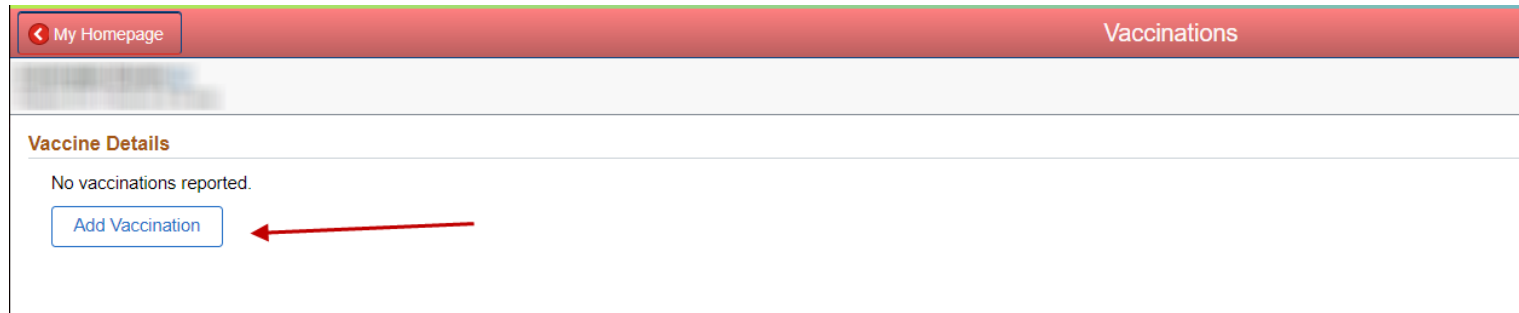 My Homepage
Vaccinations
Vaccine Details
No vaccinations reported.
Add Vaccination